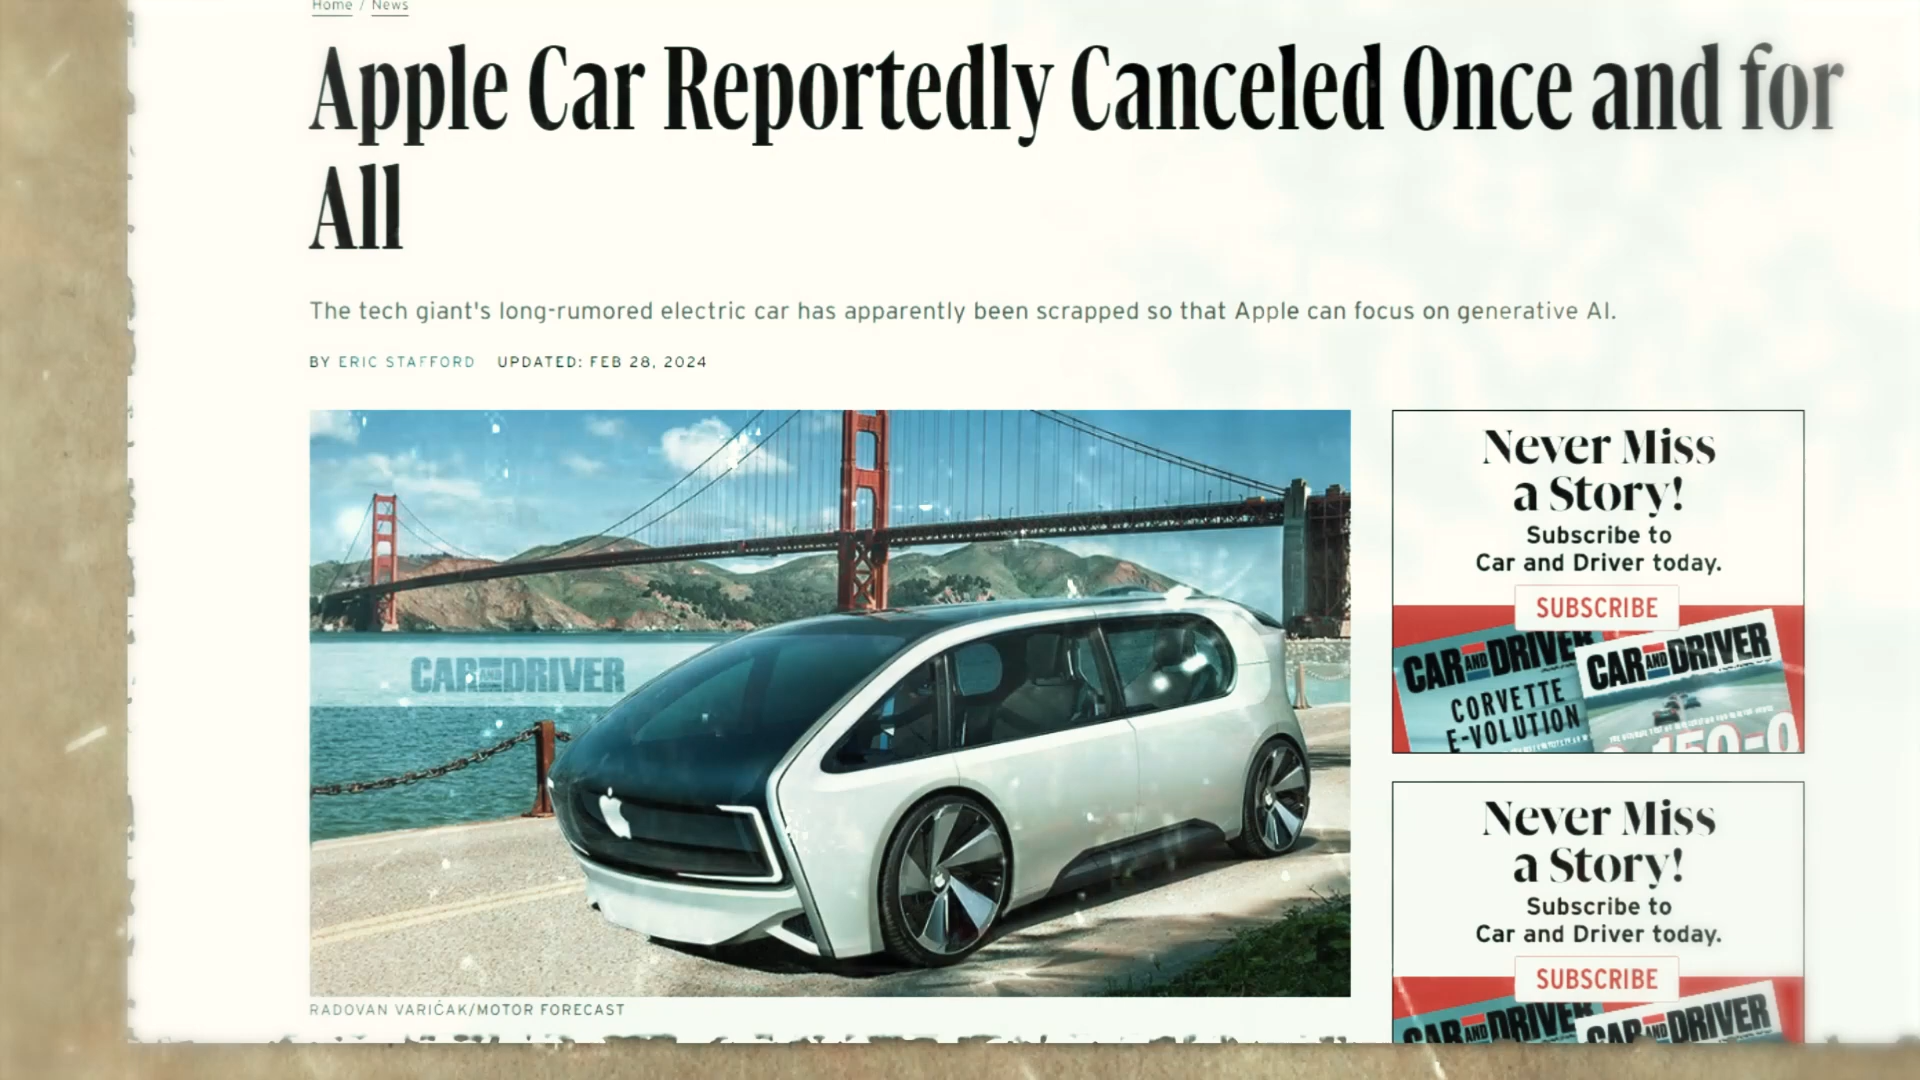 Home / News
Apple Car Reportedly Canceled Once and for
All
The tech giant's long-rumored electric car has apparently been scrapped so that Apple can focus on generative AI.
BY ERIC STAFFORD UPDATED: FEB 28, 2024
CAR AND DRIVER
RADOVAN VARIĆAK/MOTOR FORECAST
Never Miss
a Story!
Subscribe to
Car and Driver today.
SUBSCRIBE
CAR AND DRIVER
CORVETTE
E-VOLUTION
CAR AND DRIVER
Never Miss
a Story!
Subscribe to
Car and Driver today.
SUBSCRIBE
CAR AND DRIVER
CAR AND DRIVER